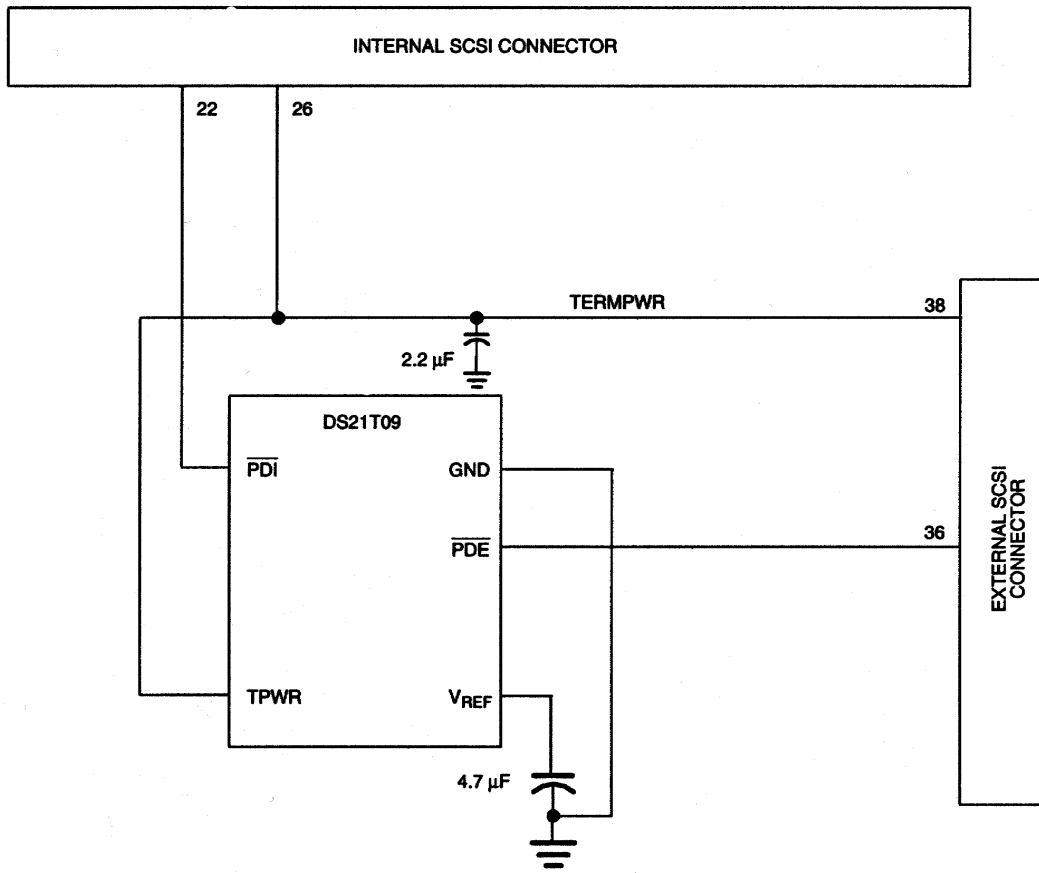 INTERNAL SCSI CONNECTOR
22
26
TERMPWR
38
2.2 µF
DS21T09
PDI
GND
PDE
36
EXTERNAL SCSI
CONNECTOR
TPWR
VREF
4.7 µF